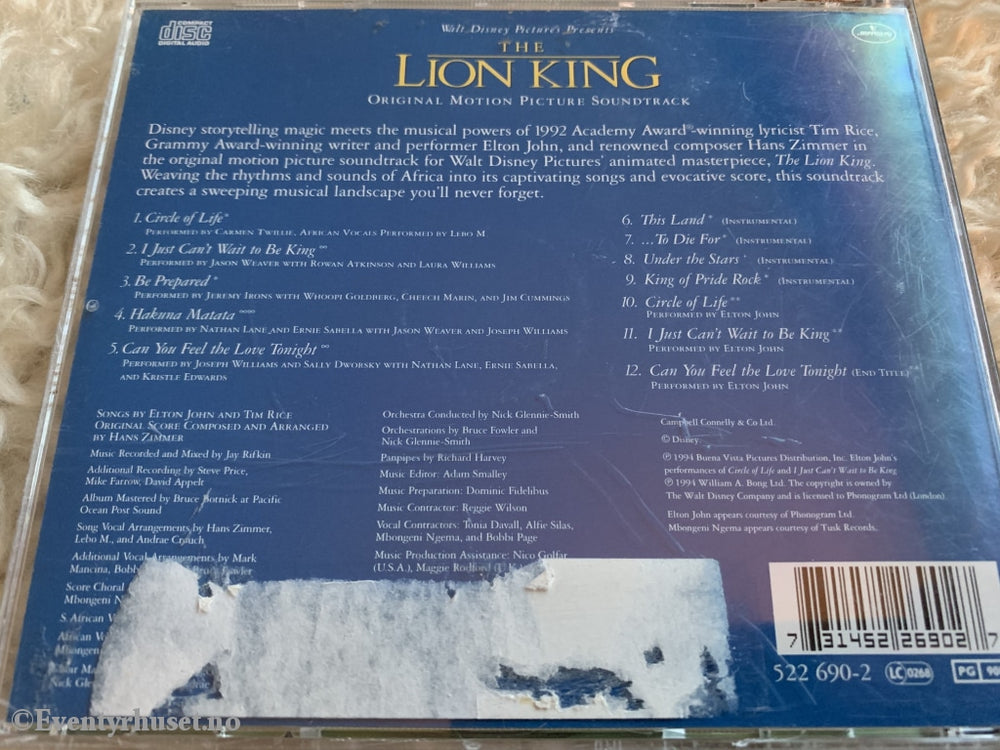 COMPACT
disc
DIGITAL AUDIO
Walt Disney Pictures Presents
THE
LION KING
ORIGINAL MOTION PICTURE SOUNDTRACK
Disney storytelling magic meets the musical powers of 1992 Academy Award®-winning lyricist Tim Rice,
Grammy Award-winning writer and performer Elton John, and renowned composer Hans Zimmer in
the original motion picture soundtrack for Walt Disney Pictures' animated masterpiece, The Lion King.
Weaving the rhythms and sounds of Africa into its captivating songs and evocative score, this soundtrack
creates a sweeping musical landscape you'll never forget.
1. Circle of Life*
PERFORMED BY CARMEN TWILLIE, AFRICAN VOCALS PERFORMED BY LEBO M
2. I Just Can't Wait to Be King °°
PERFORMED BY JASON WEAVER WITH ROWAN ATKINSON AND LAURA WILLIAMS
3. Be Prepared *
PERFORMED BY JEREMY IRONS WITH WHOOPI GOLDBERG, CHEECH MARIN, AND JIM CUMMINGS
4. Hakuna Matata °°°°
PERFORMED BY NATHAN LANE AND ERNIE SABELLA WITH JASON WEAVER AND JOSEPH WILLIAMS
5. Can You Feel the Love Tonight °°
PERFORMED BY JOSEPH WILLIAMS AND SALLY DWORSKY WITH NATHAN LANE, ERNIE SABELLA,
AND KRISTLE EDWARDS
6. This Land * (INSTRUMENTAL)
7. ...To Die For * (INSTRUMENTAL)
8. Under the Stars * (INSTRUMENTAL)
9. King of Pride Rock * (INSTRUMENTAL)
10. Circle of Life **
PERFORMED BY ELTON JOHN
11. I Just Can't Wait to Be King **
PERFORMED BY ELTON JOHN
12. Can You Feel the Love Tonight (END TITLE) **
PERFORMED BY ELTON JOHN
SONGS BY ELTON JOHN AND TIM RICE
ORIGINAL SCORE COMPOSED AND ARRANGED
BY HANS ZIMMER
Music Recorded and Mixed by Jay Rifkin
Additional Recording by Steve Price,
Mike Farrow, David Appelt
Album Mastered by Bruce Botnick at Pacific
Ocean Post Sound
Song Vocal Arrangements by Hans Zimmer,
Lebo M., and Andrae Crouch
Additional Vocal Arrangements by Mark
Mancina, Bobby Bruce Fowler
Score Choral
Mbongeni N
S. African V
African Vo
Mbongeni
Nick Gle
Orchestra Conducted by Nick Glennie-Smith
Orchestrations by Bruce Fowler and
Nick Glennie-Smith
Panpipes by Richard Harvey
Music Editor: Adam Smalley
Music Preparation: Dominic Fidelibus
Music Contractor: Reggie Wilson
Vocal Contractors: Tonia Davall, Alfie Silas,
Mbongeni Ngema, and Bobbi Page
Music Production Assistance: Nico Golfar
(U.S.A.), Maggie Rodford (U.K.)
Campbell Connelly & Co Ltd.
© Disney
℗ 1994 Buena Vista Pictures Distribution, Inc. Elton John's
performances of Circle of Life and I Just Can't Wait to Be King
℗ 1994 William A. Bong Ltd. The copyright is owned by
The Walt Disney Company and is licensed to Phonogram Ltd (London)
Elton John appears courtesy of Phonogram Ltd.
Mbongeni Ngema appears courtesy of Tusk Records.
7 31452 26902 7
522 690-2 LC 0268 PG
©Eventyrhuset.no